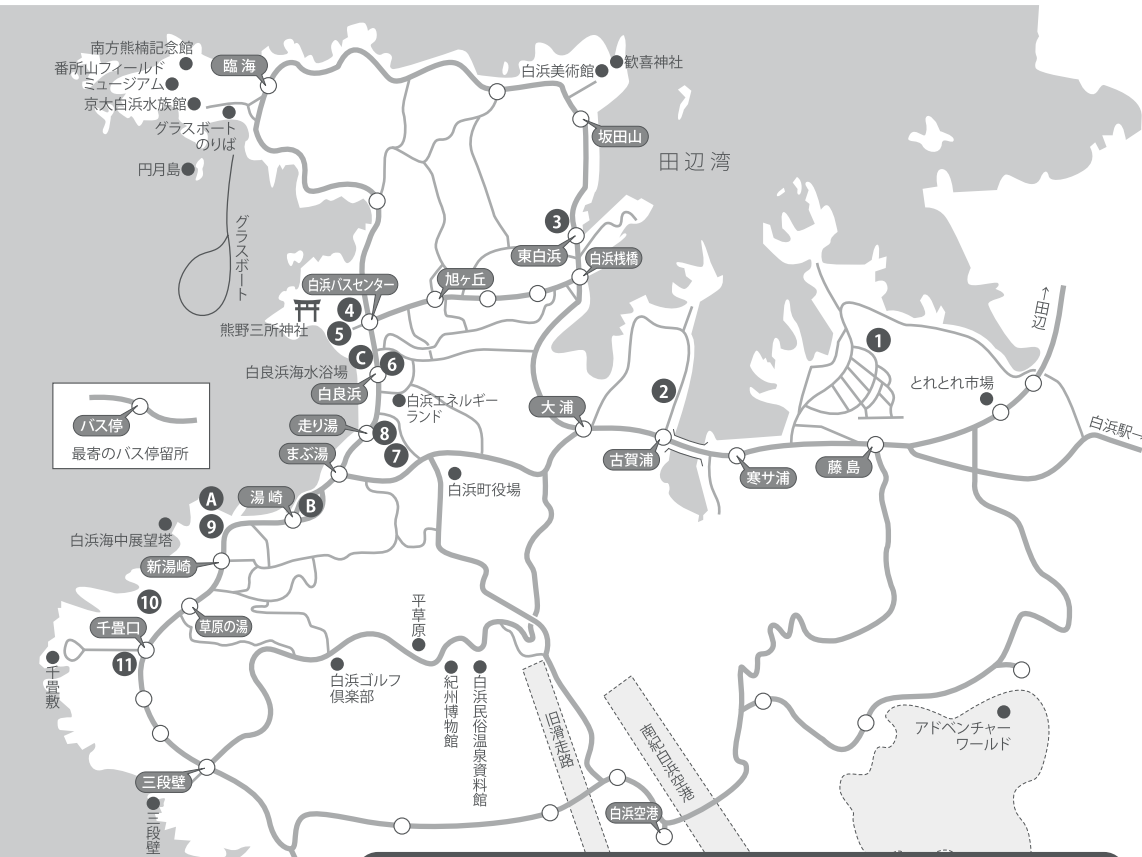 南方熊楠記念館
番所山フィールド
ミュージアム
京大白浜水族館
臨海
グラスボート
のりば
円月島
グラスボート
白浜美術館
歓喜神社
坂田山
田辺湾
3
東白浜
白浜桟橋
白浜バスセンター
旭ヶ丘
4
熊野三所神社
5
C
6
白良浜海水浴場
白良浜
白浜エネルギー
ランド
バス停
最寄のバス停留所
走り湯
8
まぶ湯
7
大浦
2
古賀浦
寒サ浦
藤島
1
とれとれ市場
↑田辺
白浜駅→
白浜町役場
A
湯崎
B
9
白浜海中展望塔
新湯崎
10
草原の湯
千畳口
11
千畳敷
平草原
白浜ゴルフ
倶楽部
紀州博物館
白浜民俗温泉資料館
旧滑走路
南紀白浜空港
アドベンチャー
ワールド
三段壁
三段壁
白浜空港